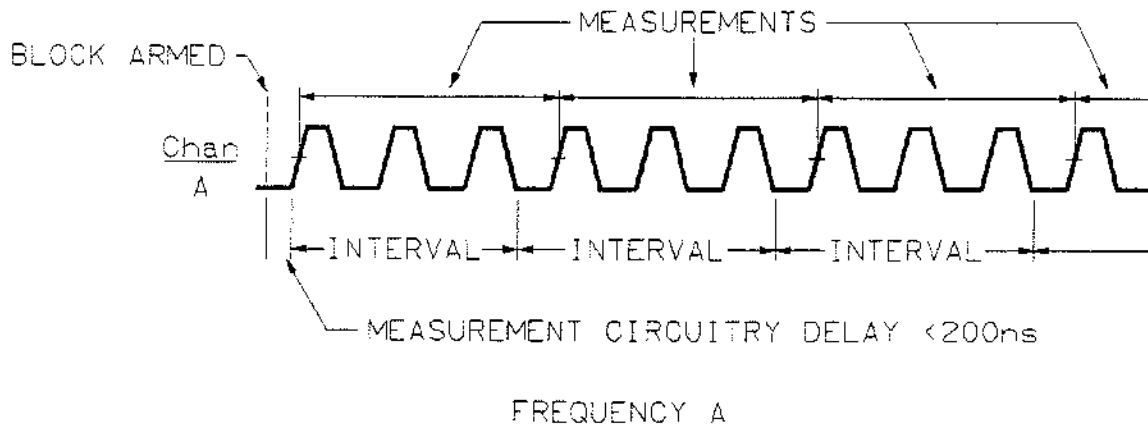 MEASUREMENTS
BLOCK ARMED
Chan
A
INTERVAL INTERVAL INTERVAL
MEASUREMENT CIRCUITRY DELAY <200ns
FREQUENCY A